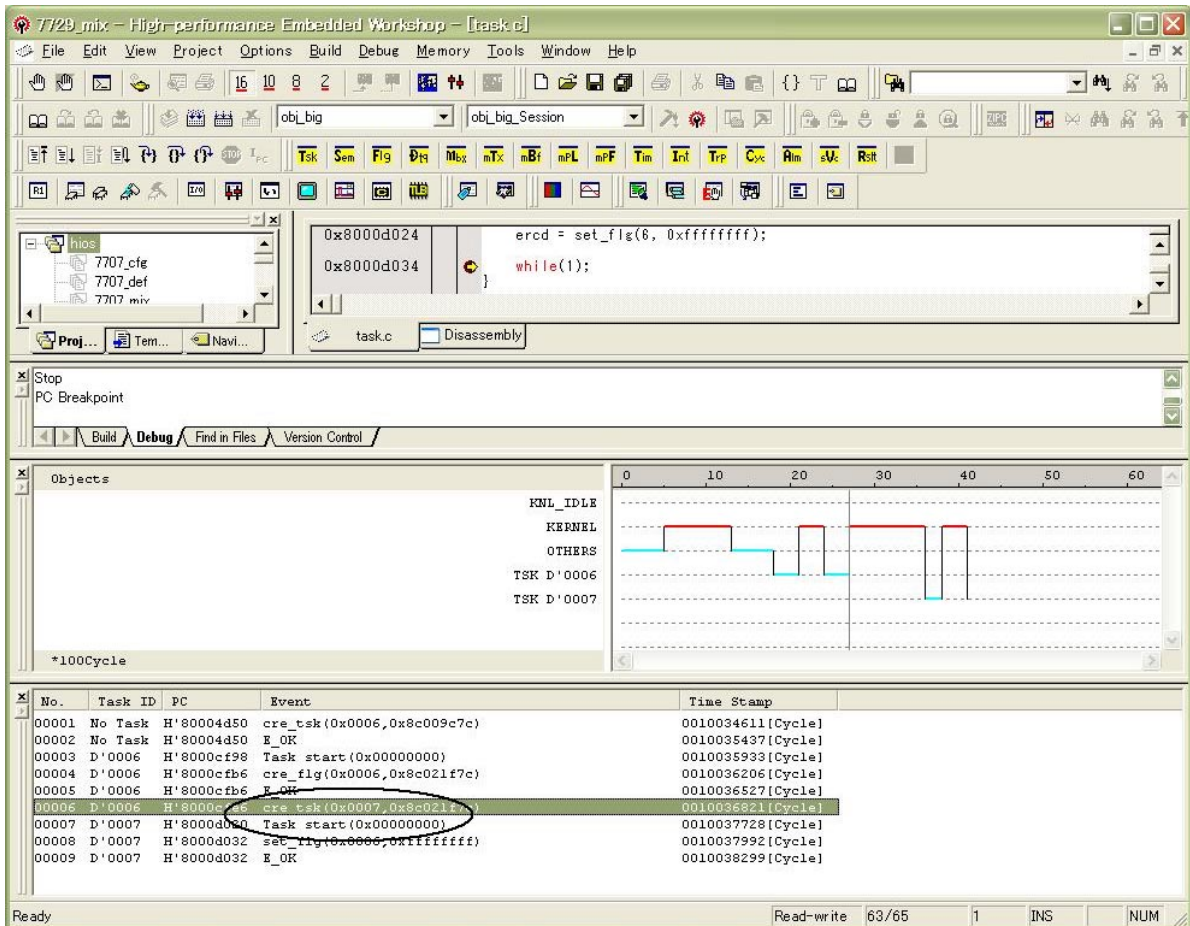 7729_mix - High-performance Embedded Workshop - [task.c]
File Edit View Project Options Build Debug Memory Tools Window Help
16 10 8 2
obj_big obj_big_Session
Tsk Sem Flg Dtq Mbx mTx mBf mPL mPF Tim Int Trp Cyc Alm sVc Rstt
hios
7707_cfg
7707_def
7707_mix
Proj... Tem... Navi...
0x8000d024 ercd = set_flg(6, 0xffffffff);
0x8000d034 while(1);
}
task.c Disassembly
Stop
PC Breakpoint
Build Debug Find in Files Version Control
Objects 0 10 20 30 40 50 60
KNL_IDLE
KERNEL
OTHERS
TSK D'0006
TSK D'0007
*100Cycle
No. Task ID PC Event Time Stamp
00001 No Task H'80004d50 cre_tsk(0x0006,0x8c009c7c) 0010034611[Cycle]
00002 No Task H'80004d50 E_OK 0010035437[Cycle]
00003 D'0006 H'8000cf98 Task start(0x00000000) 0010035933[Cycle]
00004 D'0006 H'8000cfb6 cre_flg(0x0006,0x8c021f7c) 0010036206[Cycle]
00005 D'0006 H'8000cfb6 E_OK 0010036527[Cycle]
00006 D'0006 cre_tsk(0x0007,0x8c021f7c) 0010036821[Cycle]
00007 D'0007 Task start(0x00000000) 0010037728[Cycle]
00008 D'0007 H'8000d032 set_flg(0x0006,0xffffffff) 0010037992[Cycle]
00009 D'0007 H'8000d032 E_OK 0010038299[Cycle]
Ready Read-write 63/65 1 INS NUM